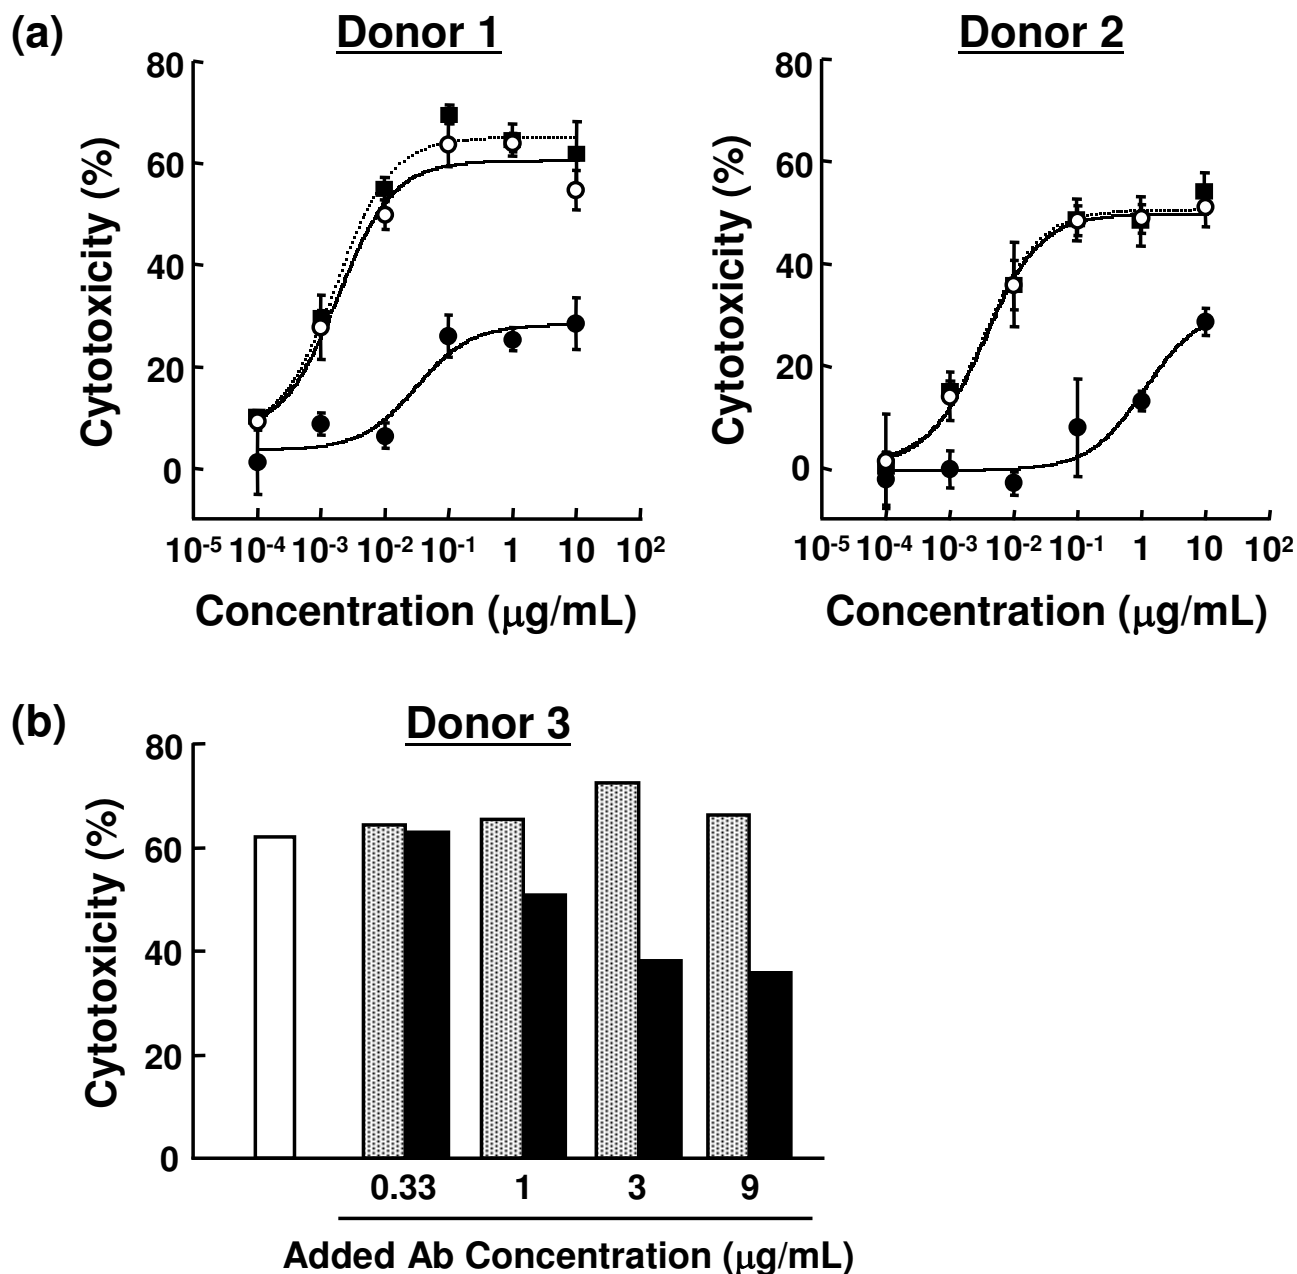 (a)
Donor 1
Donor 2
80
60
40
20
0
Cytotoxicity (%)
10⁻⁵ 10⁻⁴ 10⁻³ 10⁻² 10⁻¹ 1 10 10²
Concentration (µg/mL)
80
60
40
20
0
Cytotoxicity (%)
10⁻⁵ 10⁻⁴ 10⁻³ 10⁻² 10⁻¹ 1 10 10²
Concentration (µg/mL)
(b)
Donor 3
80
60
40
20
0
Cytotoxicity (%)
0.33 1 3 9
Added Ab Concentration (µg/mL)